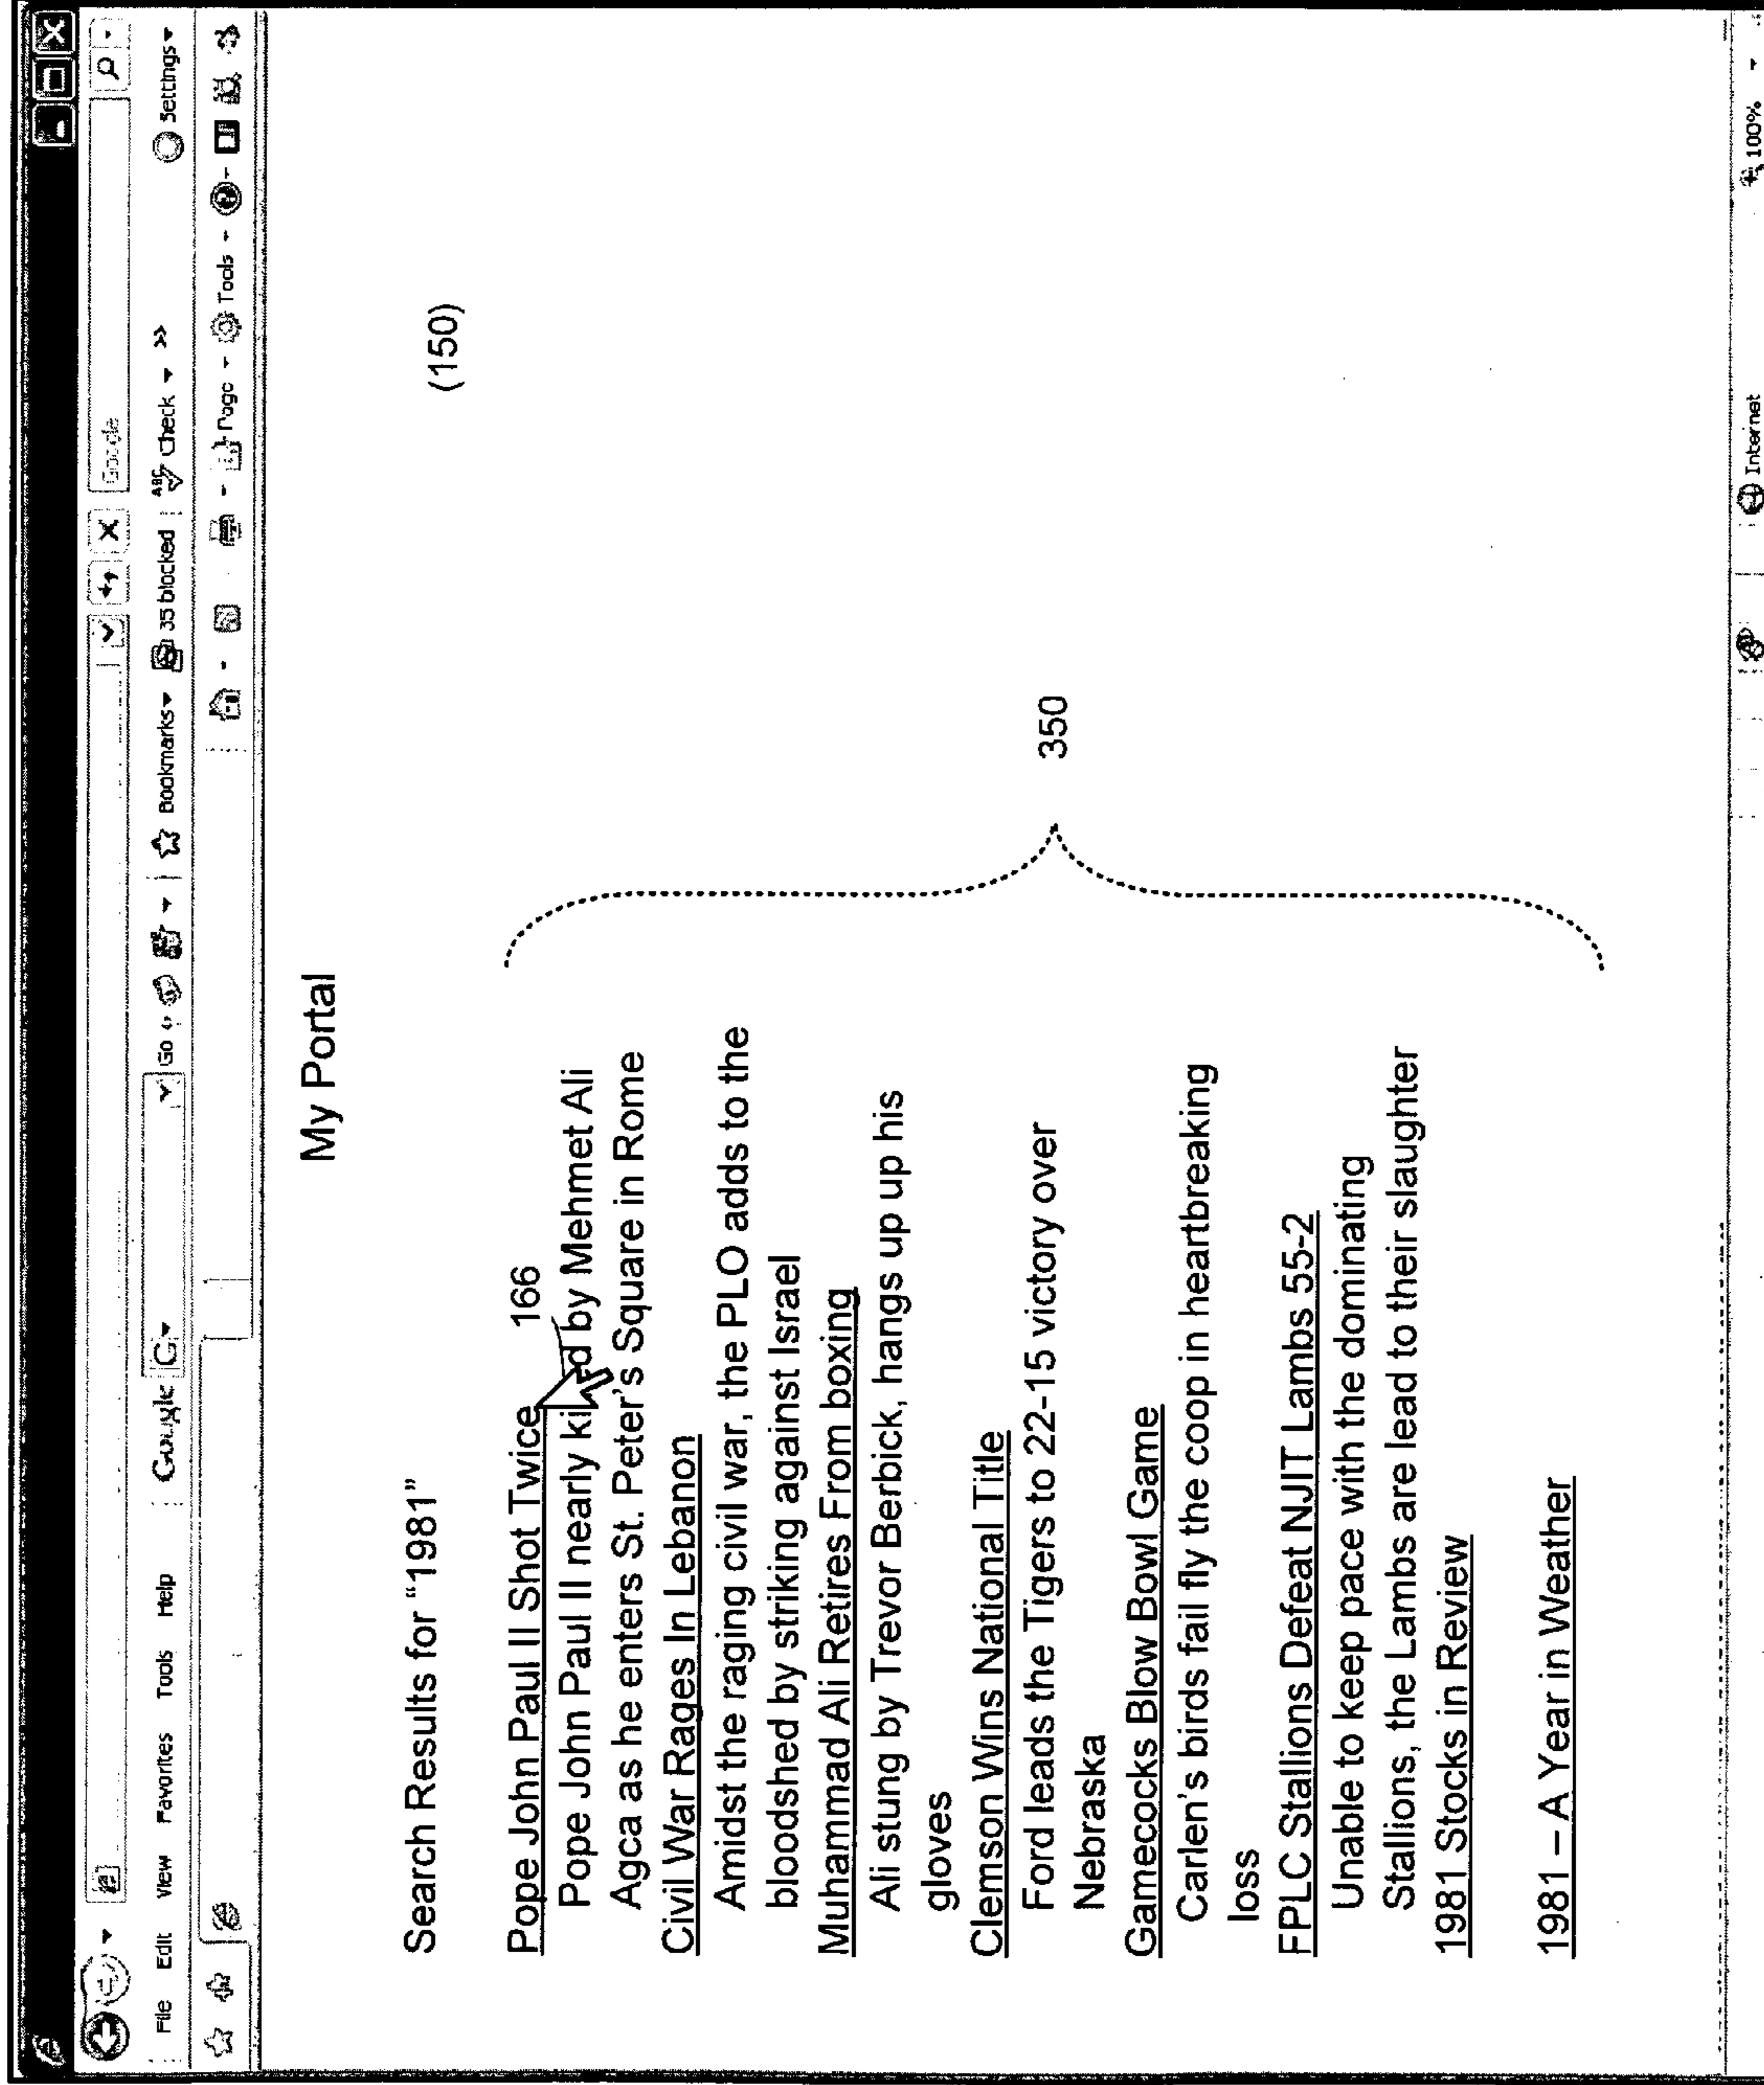 Google
File Edit View Favorites Tools Help
Google G Go Bookmarks 35 blocked Check >> Settings
Page Tools
My Portal
Search Results for “1981”
(150)
Pope John Paul II Shot Twice 166
Pope John Paul II nearly by Mehmet Ali
Agca as he enters St. Peter’s Square in Rome
Civil War Rages In Lebanon
Amidst the raging civil war, the PLO adds to the
bloodshed by striking against Israel
Muhammad Ali Retires From boxing
Ali stung by Trevor Berbick, hangs up up his
gloves
Clemson Wins National Title
Ford leads the Tigers to 22-15 victory over
Nebraska
350
Gamecocks Blow Bowl Game
Carlen’s birds fail fly the coop in heartbreaking
loss
FPLC Stallions Defeat NJIT Lambs 55-2
Unable to keep pace with the dominating
Stallions, the Lambs are lead to their slaughter
1981 Stocks in Review
1981 – A Year in Weather
Internet 100%